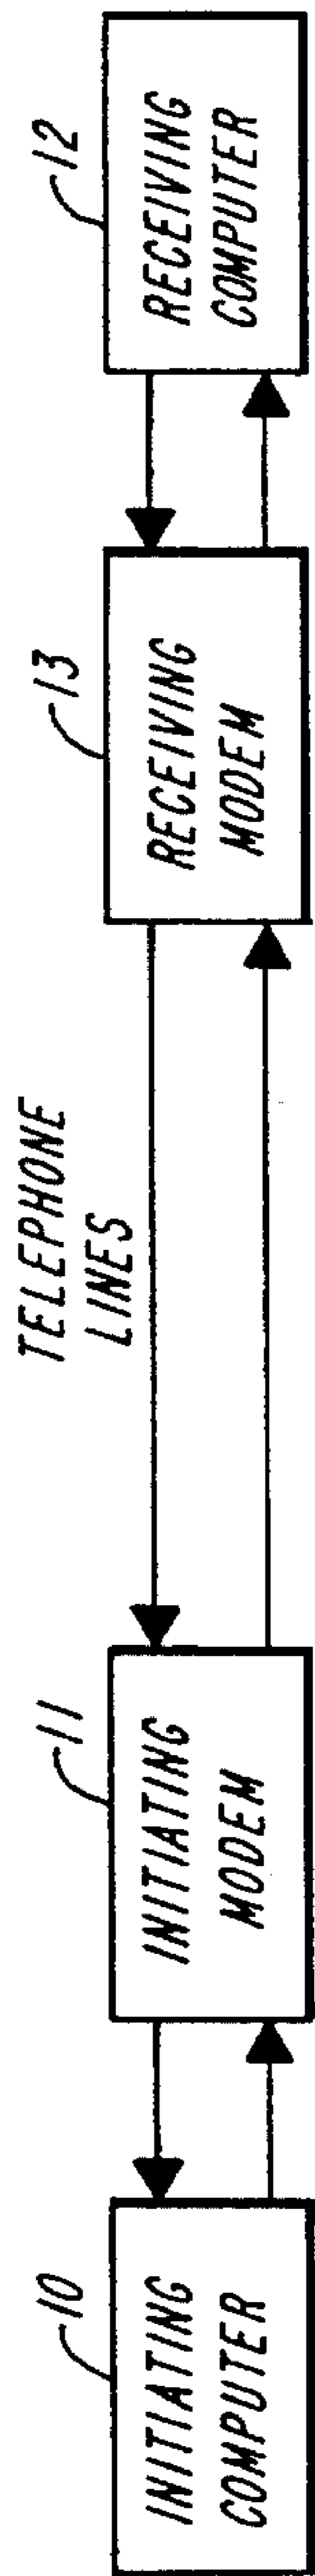 TELEPHONE
LINES
10
11
13
12
INITIATING
COMPUTER
INITIATING
MODEM
RECEIVING
MODEM
RECEIVING
COMPUTER